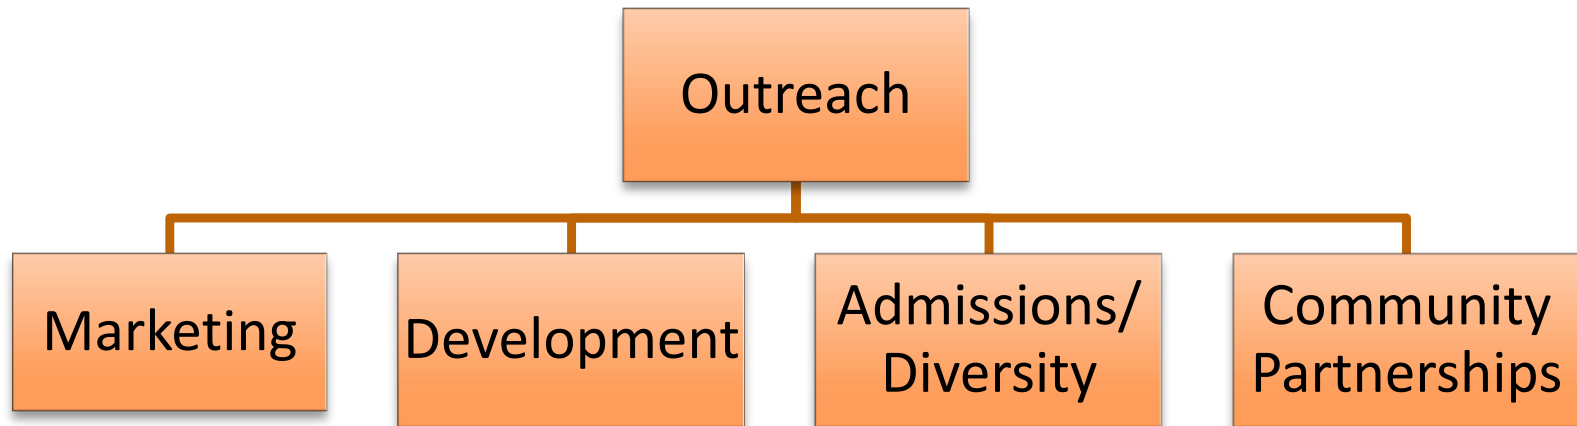 Outreach
Marketing
Development
Admissions/
Diversity
Community
Partnerships